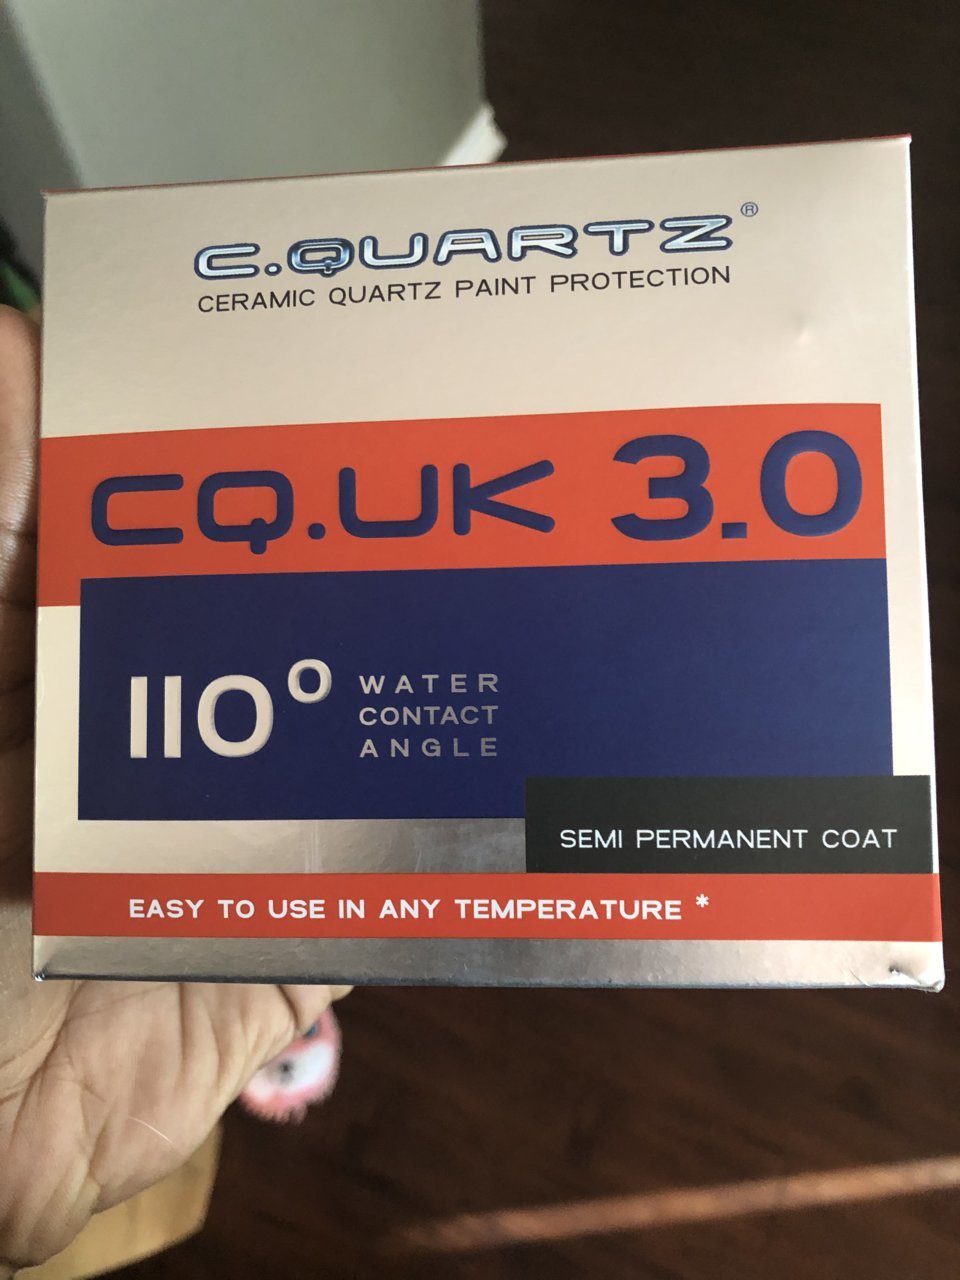 C.QUARTZ®
CERAMIC QUARTZ PAINT PROTECTION
CQ.UK 3.0
110°
WATER
CONTACT
ANGLE
SEMI PERMANENT COAT
EASY TO USE IN ANY TEMPERATURE *